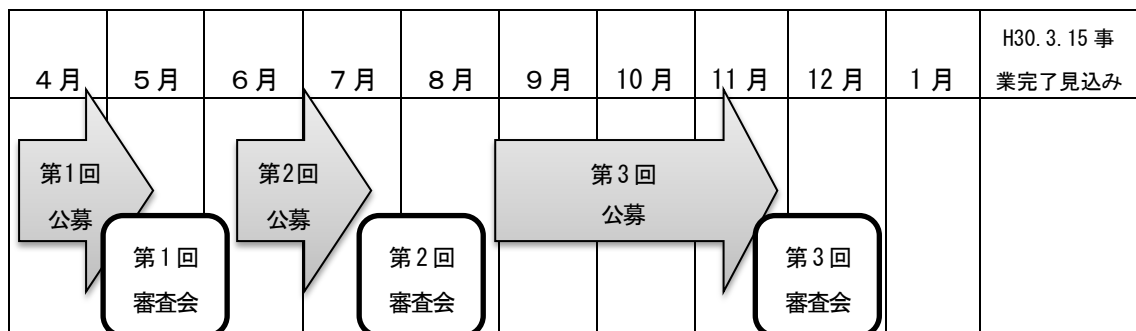 4月 5月 6月 7月 8月 9月 10月 11月 12月 1月 H30.3.15 事
業完了見込み
第1回
公募
第2回
公募
第3回
公募
第1回
審査会
第2回
審査会
第3回
審査会